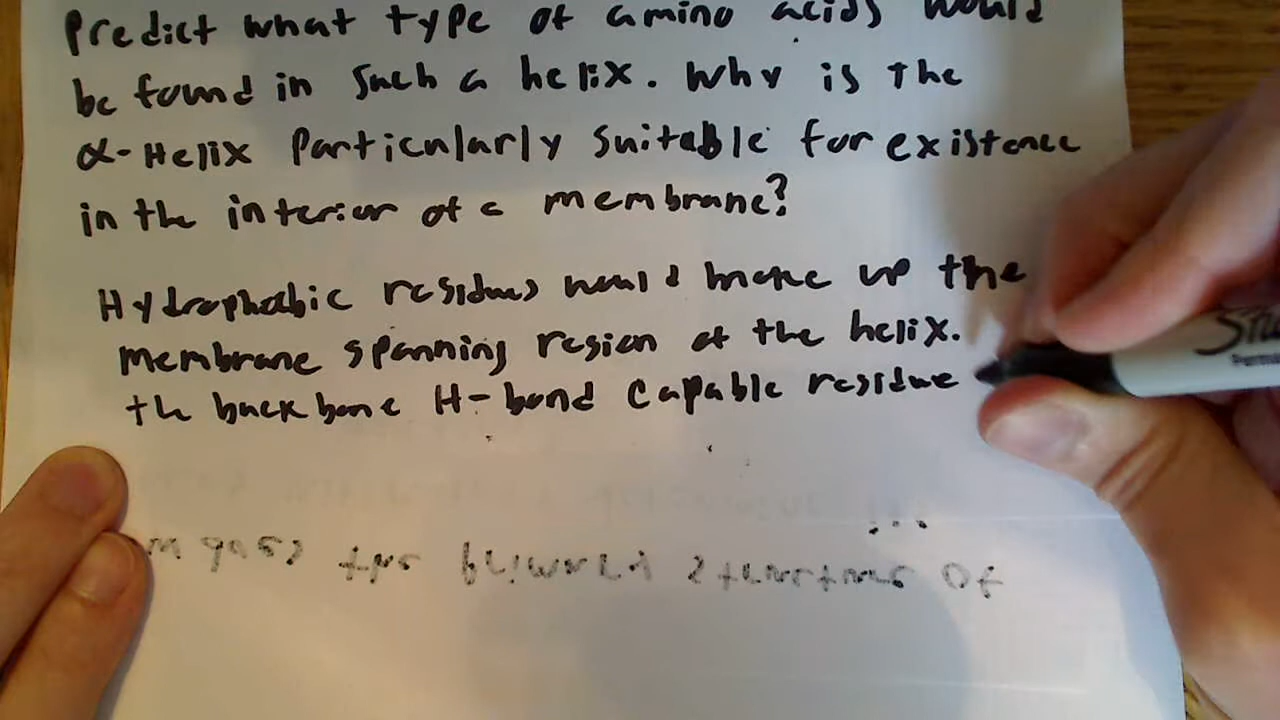 Predict what type of amino acids would
be found in such a helix. Why is the
α-Helix Particularly suitable for existence
in the interior of a membrane?
Hydrophobic residues would make up the
membrane spanning region of the helix.
th backbone H-bond capable residue